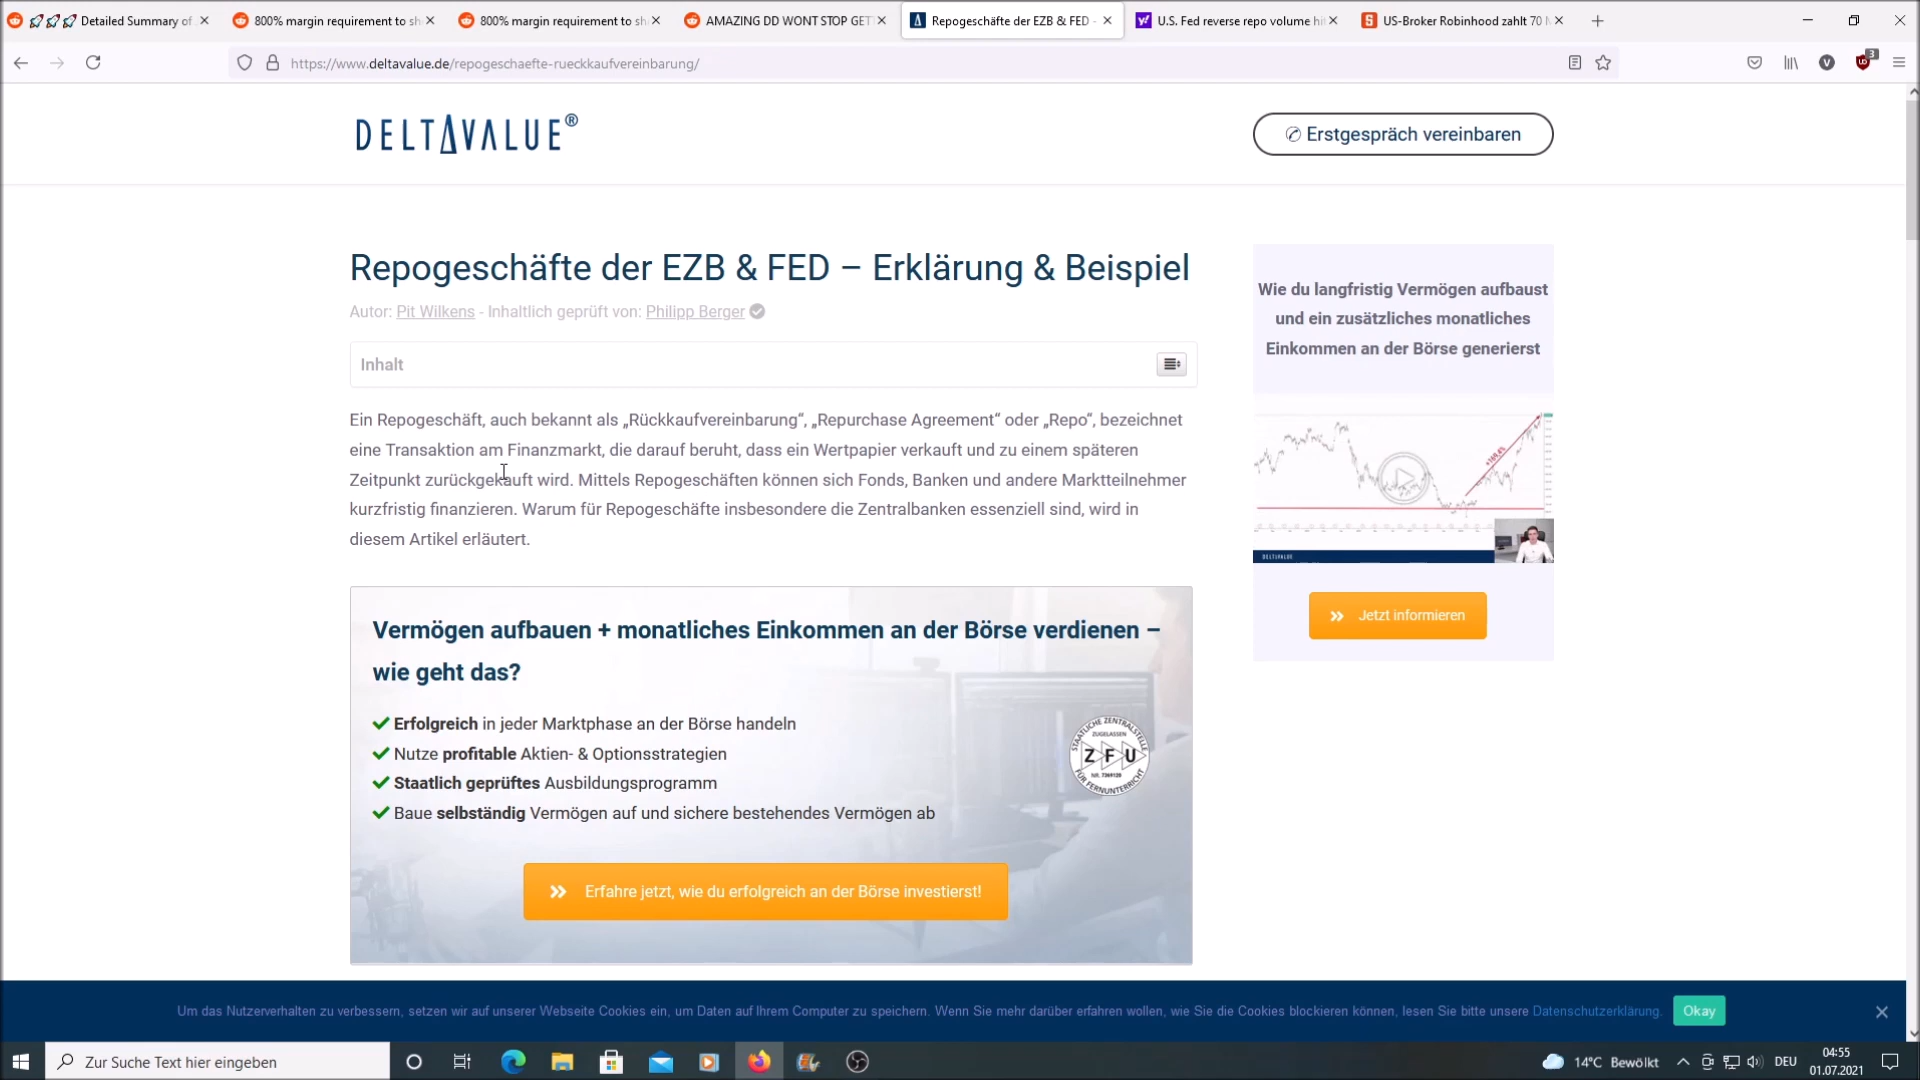 🚀🚀🚀 Detailed Summary of
800% margin requirement to sh
800% margin requirement to sh
AMAZING DD WONT STOP GET
Repogeschäfte der EZB & FED -
U.S. Fed reverse repo volume hi
US-Broker Robinhood zahlt 70 M
https://www.deltavalue.de/repogeschaefte-rueckkaufvereinbarung/
V
3
DELTAVALUE®
Erstgespräch vereinbaren
Repogeschäfte der EZB & FED – Erklärung & Beispiel
Autor: Pit Wilkens - Inhaltlich geprüft von: Philipp Berger
Inhalt
Ein Repogeschäft, auch bekannt als „Rückkaufvereinbarung“, „Repurchase Agreement“ oder „Repo“, bezeichnet
eine Transaktion am Finanzmarkt, die darauf beruht, dass ein Wertpapier verkauft und zu einem späteren
Zeitpunkt zurückgekauft wird. Mittels Repogeschäften können sich Fonds, Banken und andere Marktteilnehmer
kurzfristig finanzieren. Warum für Repogeschäfte insbesondere die Zentralbanken essenziell sind, wird in
diesem Artikel erläutert.
Wie du langfristig Vermögen aufbaust
und ein zusätzliches monatliches
Einkommen an der Börse generierst
DELTAVALUE
Jetzt informieren
Vermögen aufbauen + monatliches Einkommen an der Börse verdienen –
wie geht das?
Erfolgreich in jeder Marktphase an der Börse handeln
Nutze profitable Aktien- & Optionsstrategien
Staatlich geprüftes Ausbildungsprogramm
Baue selbständig Vermögen auf und sichere bestehendes Vermögen ab
STAATLICHE ZENTRALSTELLE
ZUGELASSEN
ZFU
FÜR FERNUNTERRICHT
Erfahre jetzt, wie du erfolgreich an der Börse investierst!
Um das Nutzerverhalten zu verbessern, setzen wir auf unserer Webseite Cookies ein, um Daten auf Ihrem Computer zu speichern. Wenn Sie mehr darüber erfahren wollen, wie Sie die Cookies blockieren können, lesen Sie bitte unsere Datenschutzerklärung.
Okay
Zur Suche Text hier eingeben
14°C Bewölkt
DEU
04:55
01.07.2021